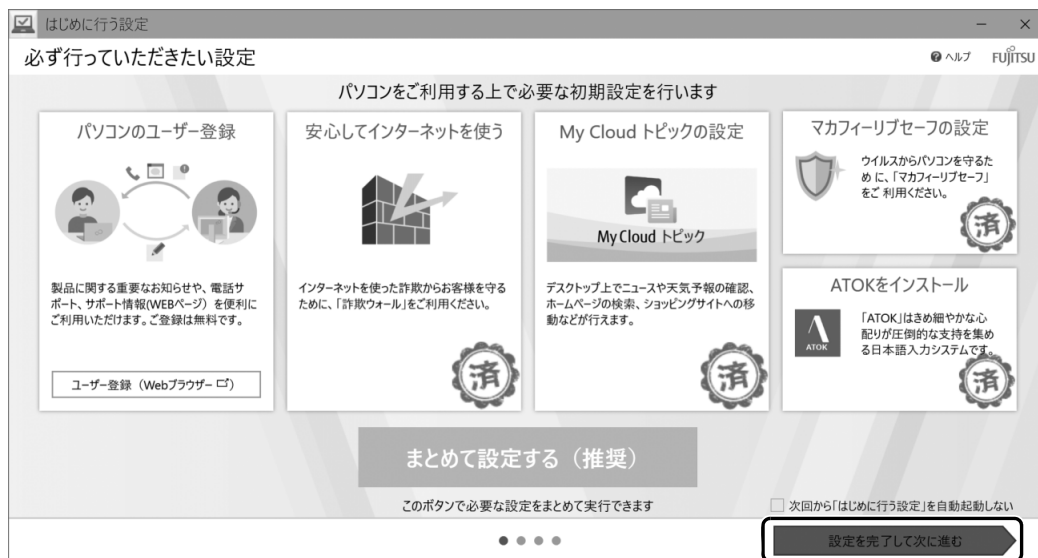 はじめに行う設定
必ず行っていただきたい設定
ヘルプ
FUJITSU
パソコンをご利用する上で必要な初期設定を行います
パソコンのユーザー登録
製品に関する重要なお知らせや、電話サ
ポート、サポート情報(WEBページ）を便利に
ご利用いただけます。ご登録は無料です。
ユーザー登録（Webブラウザー）
安心してインターネットを使う
インターネットを使った詐欺からお客様を守る
ために、「詐欺ウォール」をご利用ください。
済
My Cloud トピックの設定
My Cloud トピック
デスクトップ上でニュースや天気予報の確認、
ホームページの検索、ショッピングサイトへの移
動などが行えます。
済
マカフィーリブセーフの設定
ウイルスからパソコンを守るた
め に、「マカフィーリブセーフ」
をご 利用ください。
済
ATOKをインストール
ATOK
「ATOK」はきめ細やかな心
配りが圧倒的な支持を集め
る日本語入力システムです。
済
まとめて設定する（推奨）
このボタンで必要な設定をまとめて実行できます
次回から「はじめに行う設定」を自動起動しない
設定を完了して次に進む